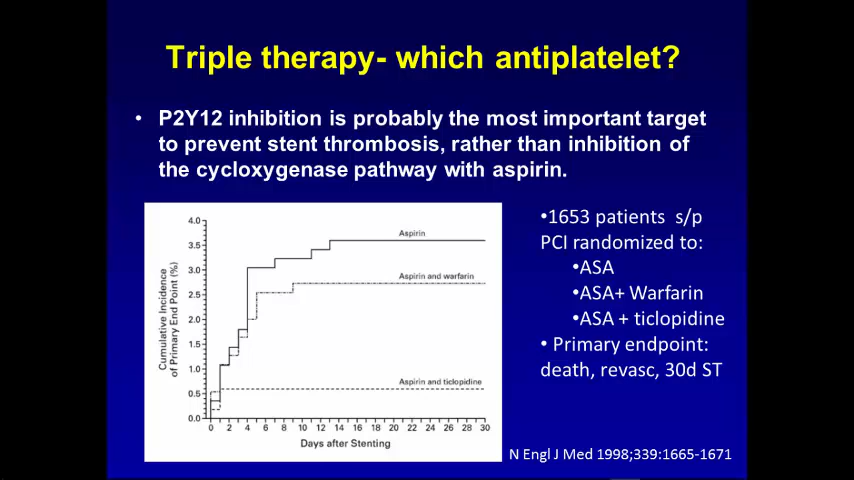 Triple therapy- which antiplatelet?
• P2Y12 inhibition is probably the most important target
to prevent stent thrombosis, rather than inhibition of
the cycloxygenase pathway with aspirin.
Cumulative Incidence
of Primary End Point (%)
4.0
3.5
3.0
2.5
2.0
1.5
1.0
0.5
0.0
Aspirin
Aspirin and warfarin
Aspirin and ticlopidine
0 2 4 6 8 10 12 14 16 18 20 22 24 26 28 30
Days after Stenting
•1653 patients s/p
PCI randomized to:
•ASA
•ASA+ Warfarin
•ASA + ticlopidine
• Primary endpoint:
death, revasc, 30d ST
N Engl J Med 1998;339:1665-1671